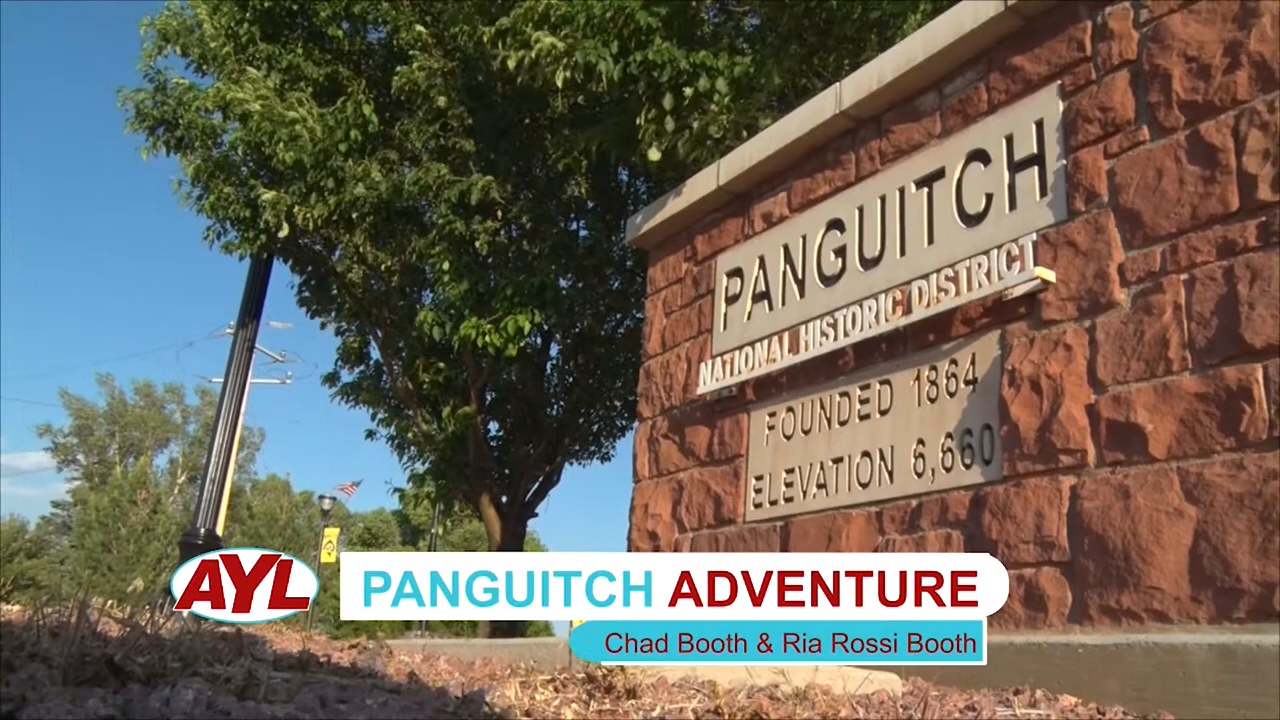 PANGUITCH
NATIONAL HISTORIC DISTRICT
FOUNDED 1864
ELEVATION 6,660
AYL
PANGUITCH ADVENTURE
Chad Booth & Ria Rossi Booth